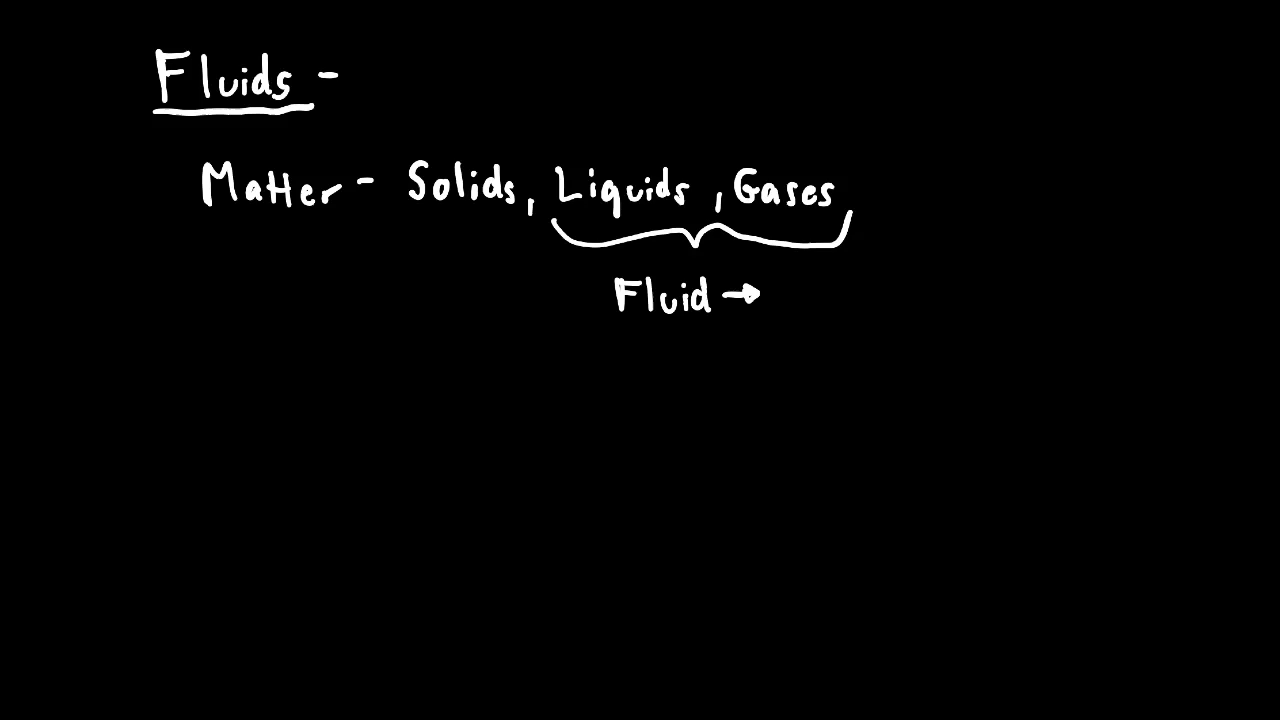 Fluids -
Matter - Solids, Liquids, Gases
Fluid →